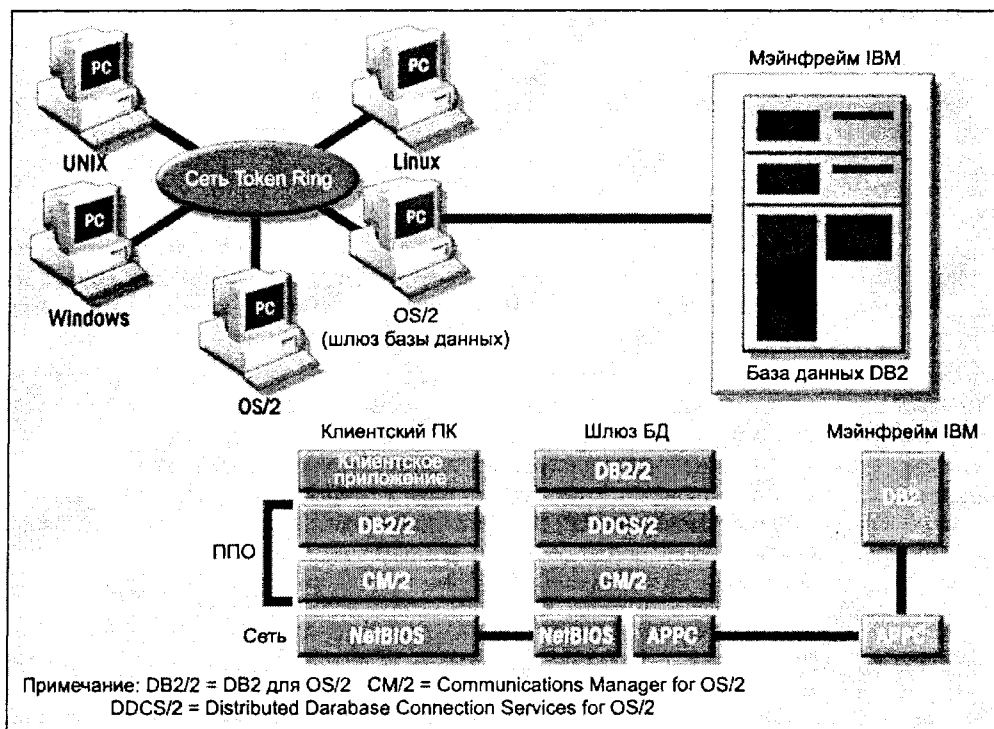 PC
PC
Мэйнфрейм IBM
UNIX
Linux
Сеть Token Ring
PC
PC
Windows
PC
OS/2
(шлюз базы данных)
OS/2
База данных DB2
Клиентский ПК
Шлюз БД
Мэйнфрейм IBM
Клиентское
приложение
DB2/2
DB2
DB2/2
DDCS/2
ППО
CM/2
CM/2
Сеть
NetBIOS
NetBIOS
APPC
APPC
Примечание: DB2/2 = DB2 для OS/2 CM/2 = Communications Manager for OS/2
DDCS/2 = Distributed Darabase Connection Services for OS/2